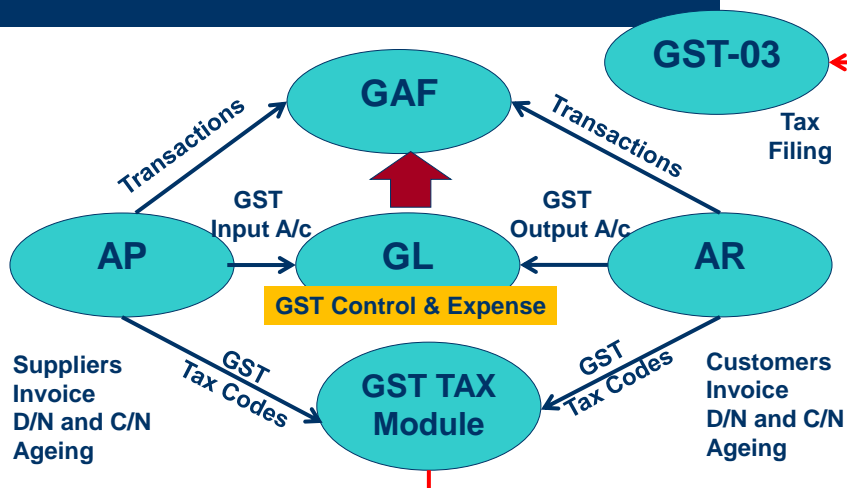 GST-03
GAF
Tax
Filing
Transactions
Transactions
GST
Input A/c
GST
Output A/c
AP
GL
AR
GST Control & Expense
Suppliers
Invoice
D/N and C/N
Ageing
GST
Tax Codes
GST TAX
Module
GST
Tax Codes
Customers
Invoice
D/N and C/N
Ageing